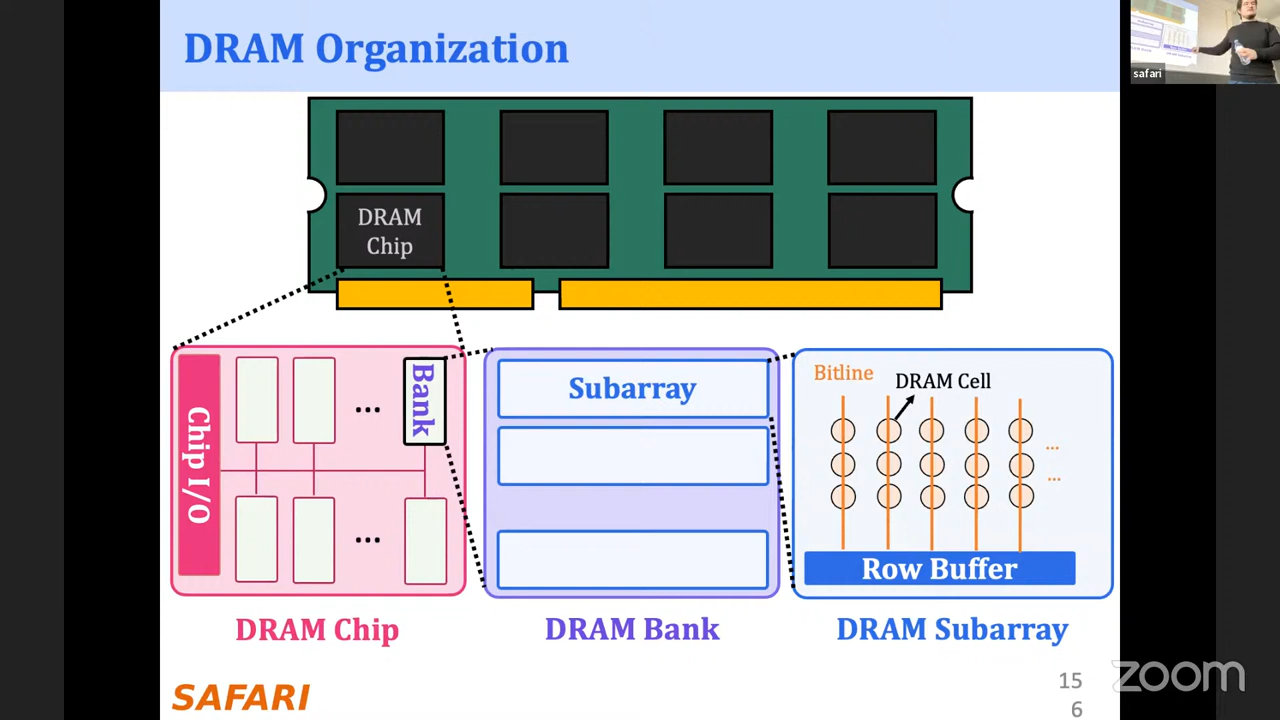 DRAM Organization
safari
DRAM
Chip
Chip I/O
...
Bank
...
Subarray
Bitline
DRAM Cell
...
...
Row Buffer
DRAM Chip
DRAM Bank
DRAM Subarray
SAFARI
15
6
zoom